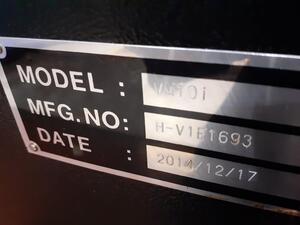 MODEL :
MFG.NO: H-V1E1693
DATE : 2014/12/17